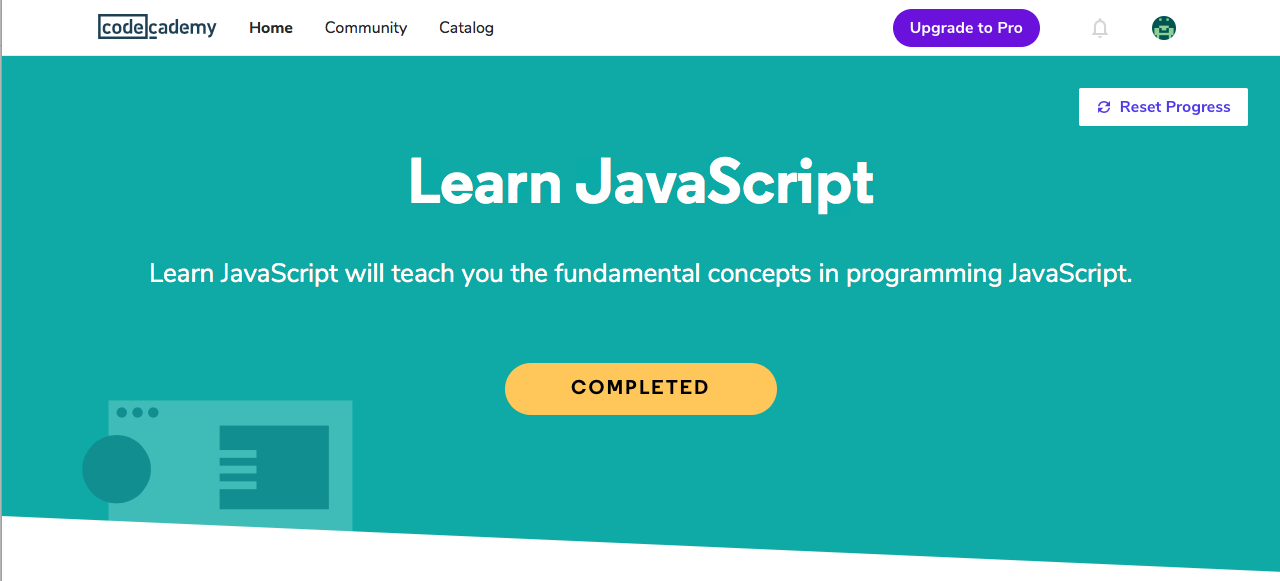 codecademy Home Community Catalog Upgrade to Pro
Reset Progress
Learn JavaScript
Learn JavaScript will teach you the fundamental concepts in programming JavaScript.
COMPLETED